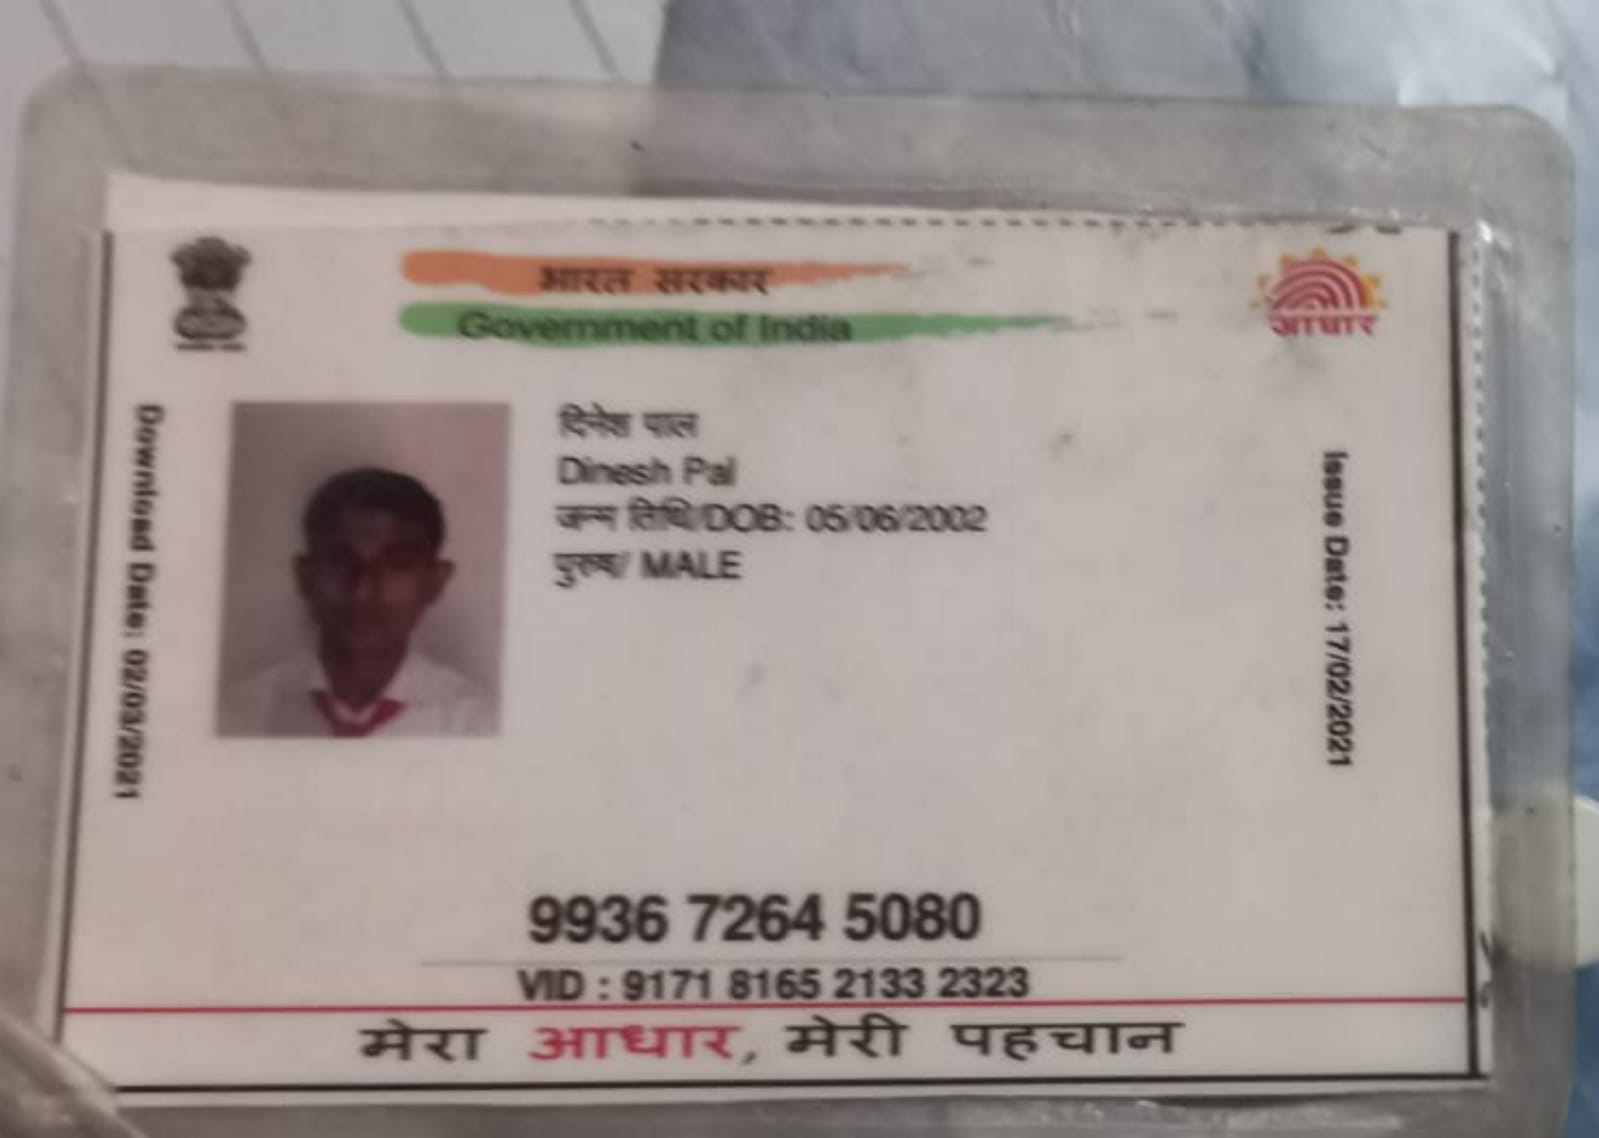 भारत सरकार
Government of India
आधार
Download Date: 02/03/2021
दिनेश पाल
Dinesh Pal
जन्म तिथि/DOB: 05/06/2002
पुरुष/ MALE
Issue Date: 17/02/2021
9936 7264 5080
VID : 9171 8165 2133 2323
मेरा आधार, मेरी पहचान